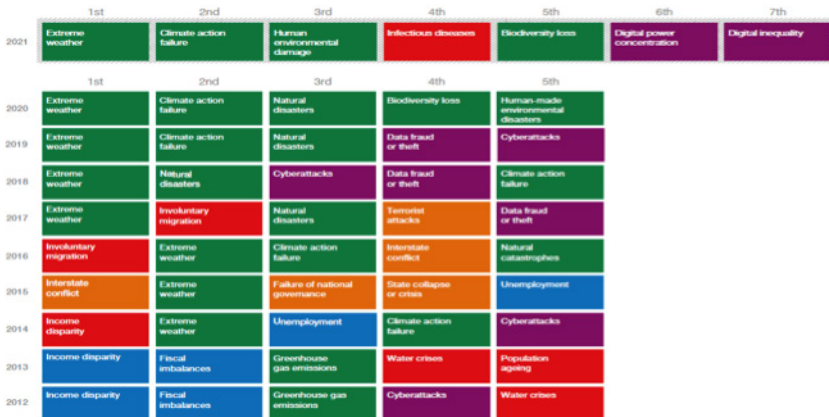 1st 2nd 3rd 4th 5th 6th 7th
2021 Extreme weather Climate action failure Human environmental damage Infectious diseases Biodiversity loss Digital power concentration Digital inequality
1st 2nd 3rd 4th 5th
2020 Extreme weather Climate action failure Natural disasters Biodiversity loss Human-made environmental disasters
2019 Extreme weather Climate action failure Natural disasters Data fraud or theft Cyberattacks
2018 Extreme weather Natural disasters Cyberattacks Data fraud or theft Climate action failure
2017 Extreme weather Involuntary migration Natural disasters Terrorist attacks Data fraud or theft
2016 Involuntary migration Extreme weather Climate action failure Interstate conflict Natural catastrophes
2015 Interstate conflict Extreme weather Failure of national governance State collapse or crisis Unemployment
2014 Income disparity Extreme weather Unemployment Climate action failure Cyberattacks
2013 Income disparity Fiscal imbalances Greenhouse gas emissions Water crises Population ageing
2012 Income disparity Fiscal imbalances Greenhouse gas emissions Cyberattacks Water crises